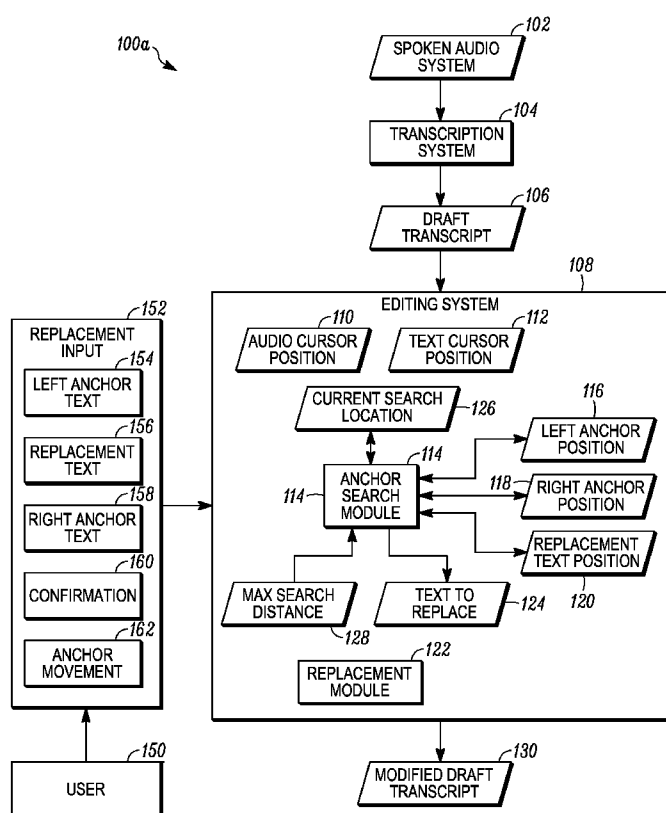 100a
102
SPOKEN AUDIO
SYSTEM
104
TRANSCRIPTION
SYSTEM
106
DRAFT
TRANSCRIPT
108
EDITING SYSTEM
110
AUDIO CURSOR
POSITION
112
TEXT CURSOR
POSITION
152
REPLACEMENT
INPUT
154
LEFT ANCHOR
TEXT
156
REPLACEMENT
TEXT
158
RIGHT ANCHOR
TEXT
160
CONFIRMATION
162
ANCHOR
MOVEMENT
CURRENT SEARCH
LOCATION
126
114
114
ANCHOR
SEARCH
MODULE
116
LEFT ANCHOR
POSITION
118
RIGHT ANCHOR
POSITION
REPLACEMENT
TEXT POSITION
120
MAX SEARCH
DISTANCE
128
TEXT TO
REPLACE
124
122
REPLACEMENT
MODULE
150
USER
130
MODIFIED DRAFT
TRANSCRIPT